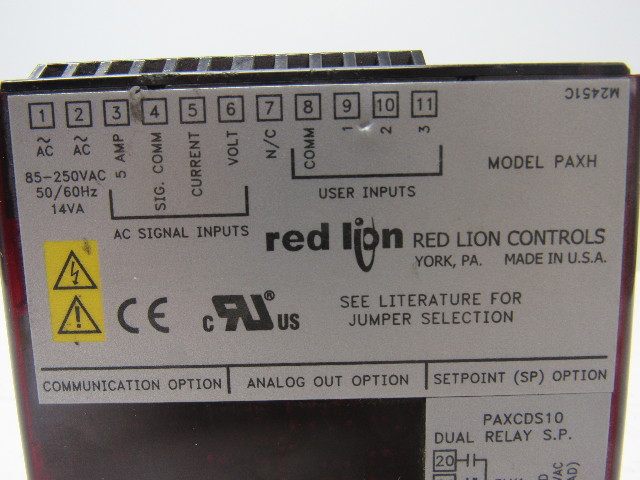 M2451C
1 2 3 4 5 6 7 8 9 10 11
~ AC ~ AC 5 AMP SIG. COMM CURRENT VOLT N/C COMM 1 2 3
85-250VAC
50/60Hz
14VA
AC SIGNAL INPUTS
USER INPUTS
MODEL PAXH
red lion RED LION CONTROLS
YORK, PA. MADE IN U.S.A.
CE c RU ® US
SEE LITERATURE FOR
JUMPER SELECTION
COMMUNICATION OPTION ANALOG OUT OPTION SETPOINT (SP) OPTION
PAXCDS10
DUAL RELAY S.P.
20